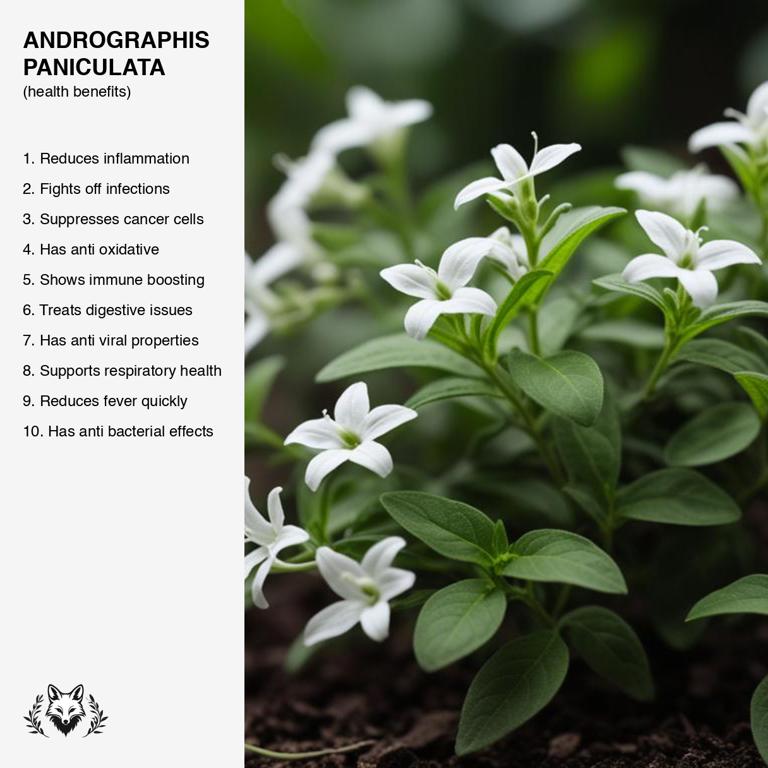 ANDROGRAPHIS
PANICULATA
(health benefits)
1. Reduces inflammation
2. Fights off infections
3. Suppresses cancer cells
4. Has anti oxidative
5. Shows immune boosting
6. Treats digestive issues
7. Has anti viral properties
8. Supports respiratory health
9. Reduces fever quickly
10. Has anti bacterial effects